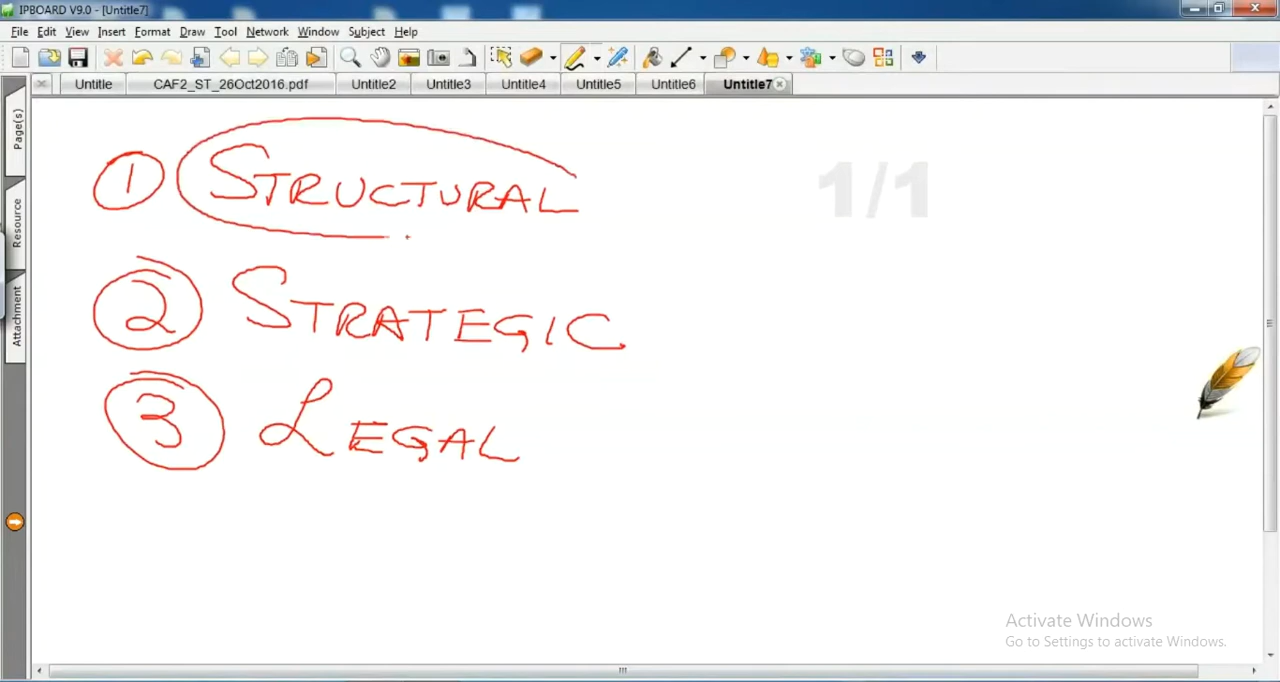 IPBOARD V9.0 - [Untitle7]
File Edit View Insert Format Draw Tool Network Window Subject Help
Untitle CAF2_ST_26Oct2016.pdf Untitle2 Untitle3 Untitle4 Untitle5 Untitle6 Untitle7
Page(s)
Resource
Attachment
1/1
1 STRUCTURAL
2 STRATEGIC
3 LEGAL
Activate Windows
Go to Settings to activate Windows.